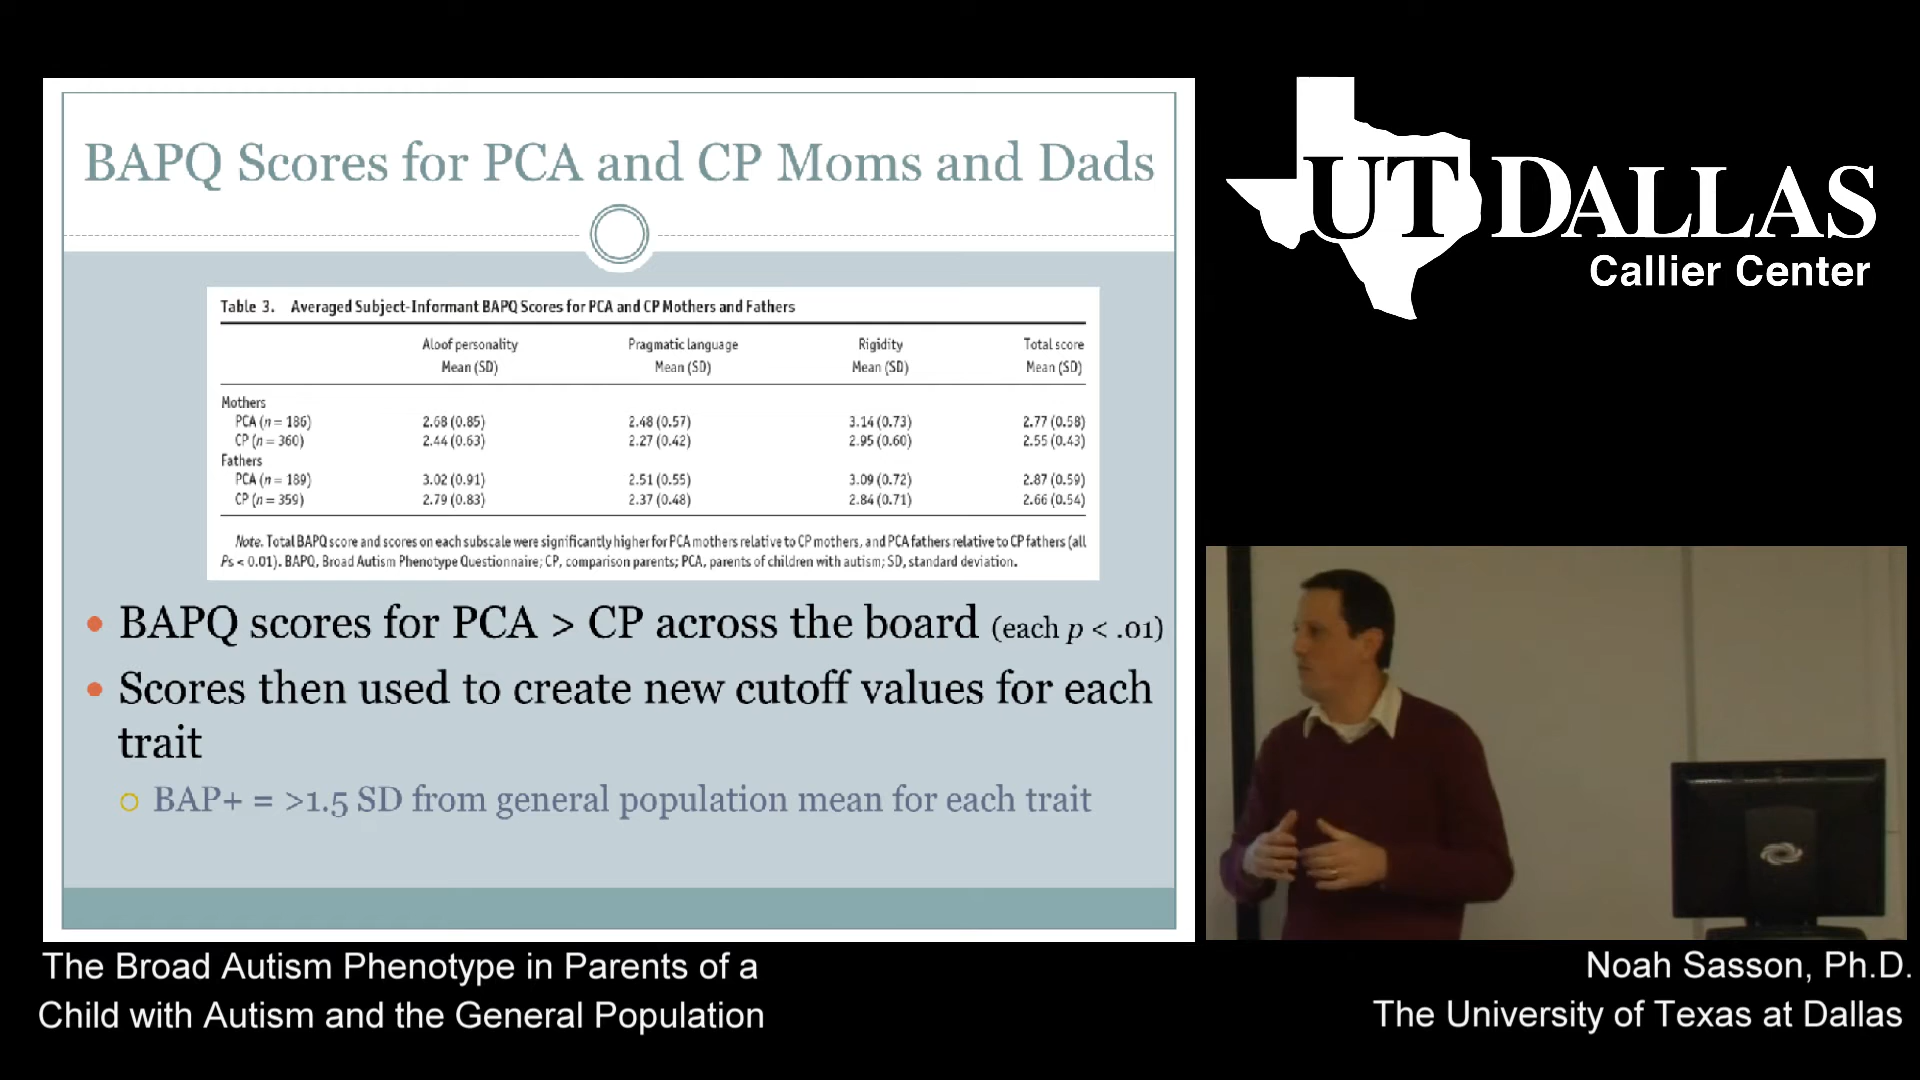 BAPQ Scores for PCA and CP Moms and Dads
Table 3. Averaged Subject-Informant BAPQ Scores for PCA and CP Mothers and Fathers
Aloof personality Pragmatic language Rigidity Total score
Mean (SD) Mean (SD) Mean (SD) Mean (SD)
Mothers
PCA (n = 186) 2.68 (0.85) 2.48 (0.57) 3.14 (0.73) 2.77 (0.58)
CP (n = 360) 2.44 (0.63) 2.27 (0.42) 2.95 (0.60) 2.55 (0.43)
Fathers
PCA (n = 189) 3.02 (0.91) 2.51 (0.55) 3.09 (0.72) 2.87 (0.59)
CP (n = 359) 2.79 (0.83) 2.37 (0.48) 2.84 (0.71) 2.66 (0.54)
Note. Total BAPQ score and scores on each subscale were significantly higher for PCA mothers relative to CP mothers, and PCA fathers relative to CP fathers (all
Ps < 0.01). BAPQ, Broad Autism Phenotype Questionnaire; CP, comparison parents; PCA, parents of children with autism; SD, standard deviation.
• BAPQ scores for PCA > CP across the board (each p < .01)
• Scores then used to create new cutoff values for each
trait
○ BAP+ = >1.5 SD from general population mean for each trait
UT DALLAS
Callier Center
The Broad Autism Phenotype in Parents of a
Child with Autism and the General Population
Noah Sasson, Ph.D.
The University of Texas at Dallas